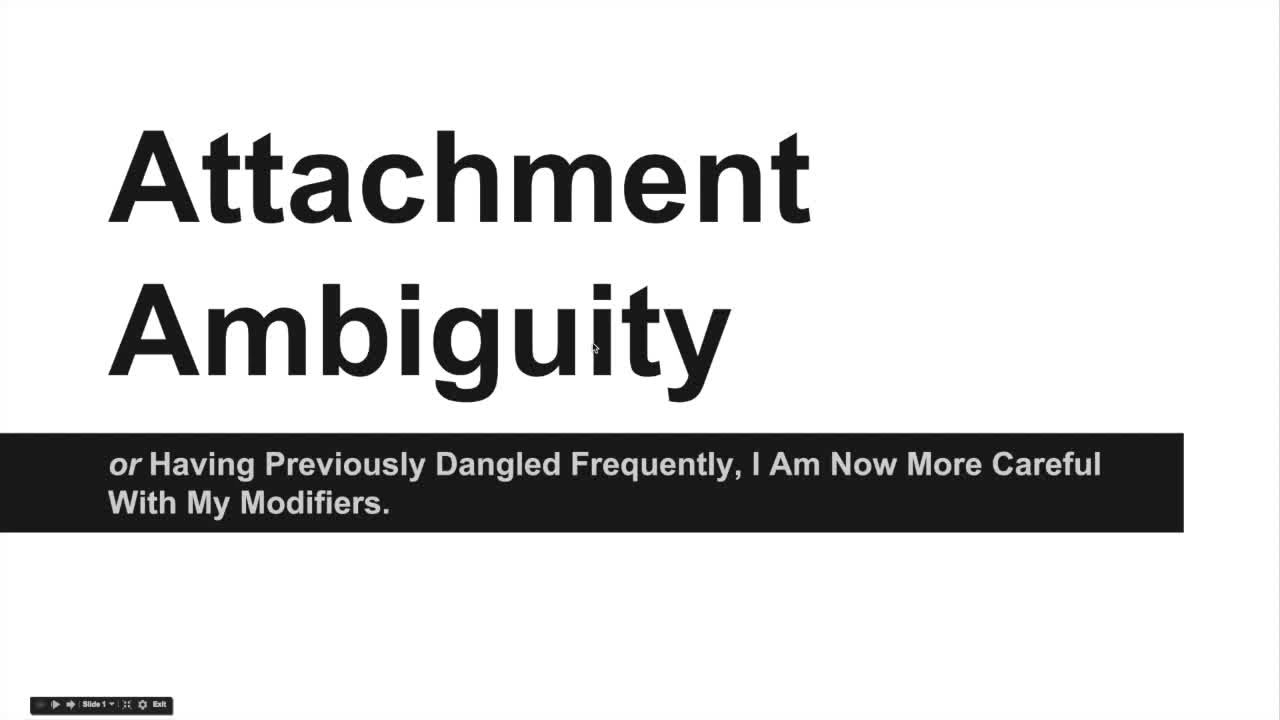 Attachment
Ambiguity
or Having Previously Dangled Frequently, I Am Now More Careful
With My Modifiers.
Slide 1 Exit